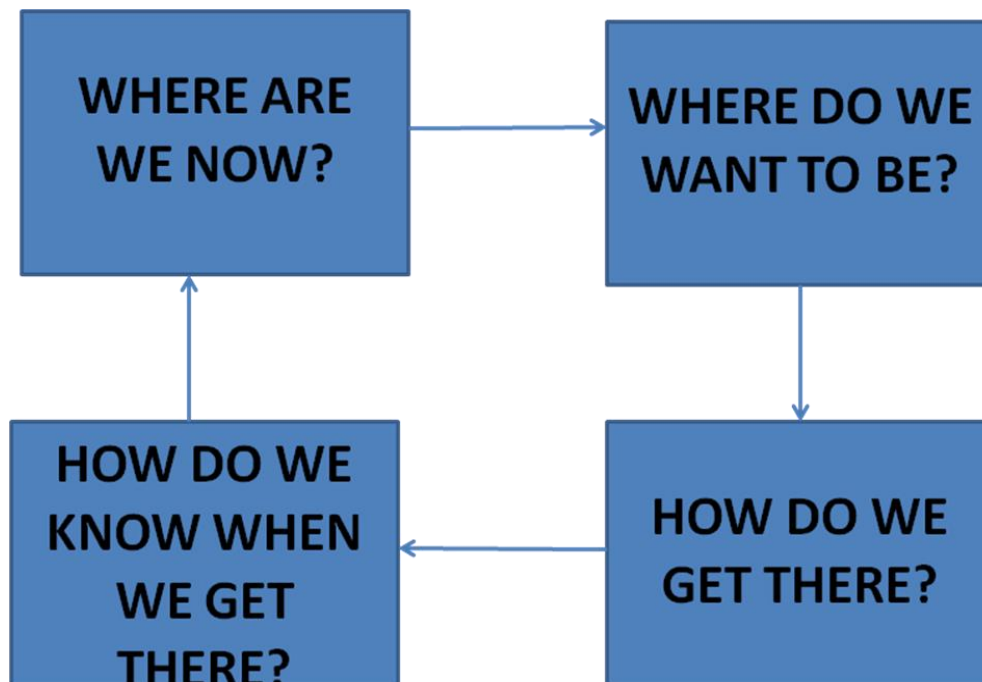 WHERE ARE
WE NOW?
WHERE DO WE
WANT TO BE?
HOW DO WE
GET THERE?
HOW DO WE
KNOW WHEN
WE GET
THERE?